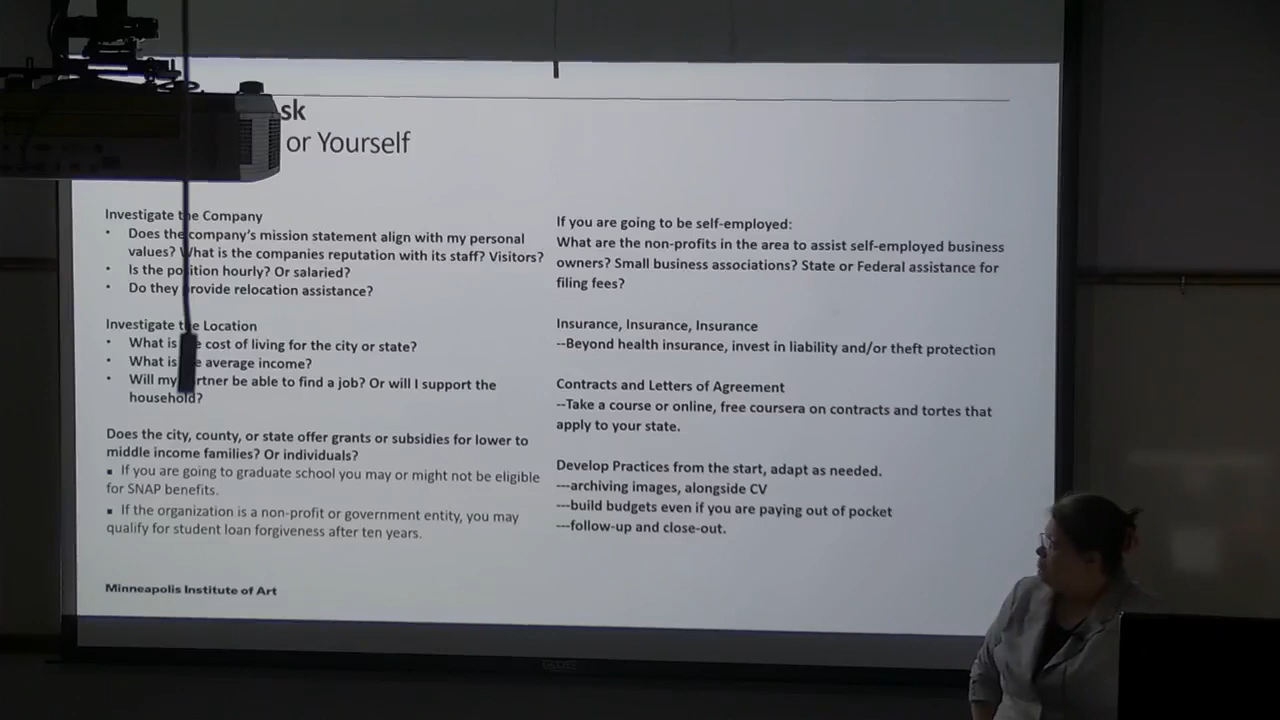 sk
or Yourself
Investigate the Company
• Does the company's mission statement align with my personal
values? What is the companies reputation with its staff? Visitors?
• Is the position hourly? Or salaried?
• Do they provide relocation assistance?
Investigate the Location
• What is the cost of living for the city or state?
• What is the average income?
• Will my partner be able to find a job? Or will I support the
household?
Does the city, county, or state offer grants or subsidies for lower to
middle income families? Or individuals?
▪ If you are going to graduate school you may or might not be eligible
for SNAP benefits.
▪ If the organization is a non-profit or government entity, you may
qualify for student loan forgiveness after ten years.
Minneapolis Institute of Art
If you are going to be self-employed:
What are the non-profits in the area to assist self-employed business
owners? Small business associations? State or Federal assistance for
filing fees?
Insurance, Insurance, Insurance
--Beyond health insurance, invest in liability and/or theft protection
Contracts and Letters of Agreement
--Take a course or online, free coursera on contracts and tortes that
apply to your state.
Develop Practices from the start, adapt as needed.
---archiving images, alongside CV
---build budgets even if you are paying out of pocket
---follow-up and close-out.